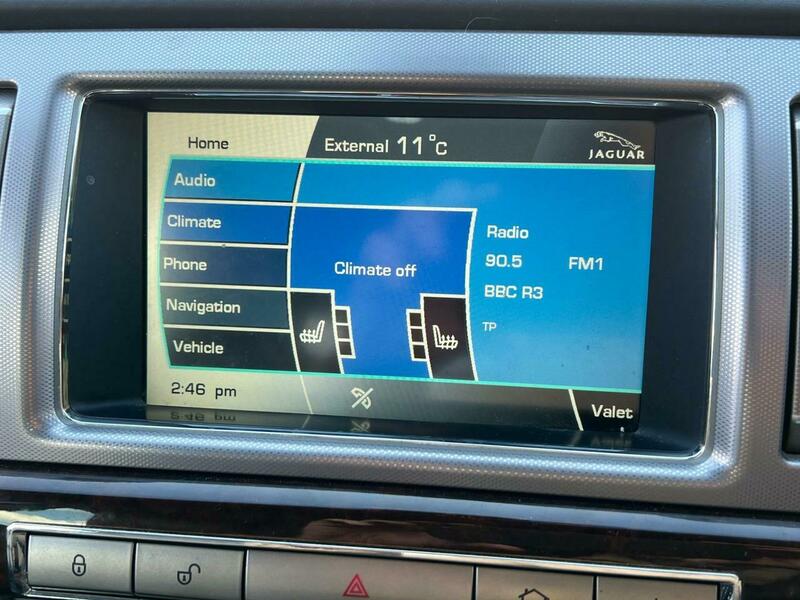 Home
External 11°C
JAGUAR
Audio
Climate
Phone
Navigation
Vehicle
Climate off
Radio
90.5 FM1
BBC R3
TP
2:46 pm
Valet